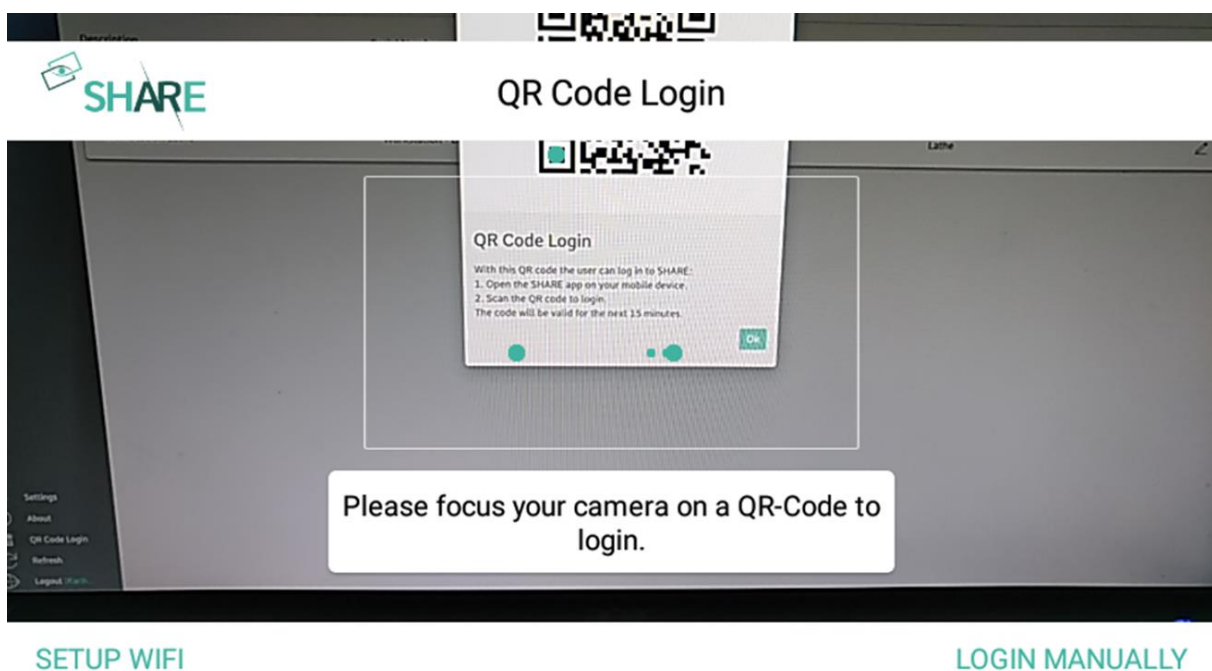 Description
SHARE
QR Code Login
Lathe
QR Code Login
With this QR code the user can log in to SHARE:
1. Open the SHARE app on your mobile device.
2. Scan the QR code to login.
The code will be valid for the next 15 minutes.
Ok
Please focus your camera on a QR-Code to
login.
Settings
About
QR Code Login
Refresh
Logout
SETUP WIFI
LOGIN MANUALLY